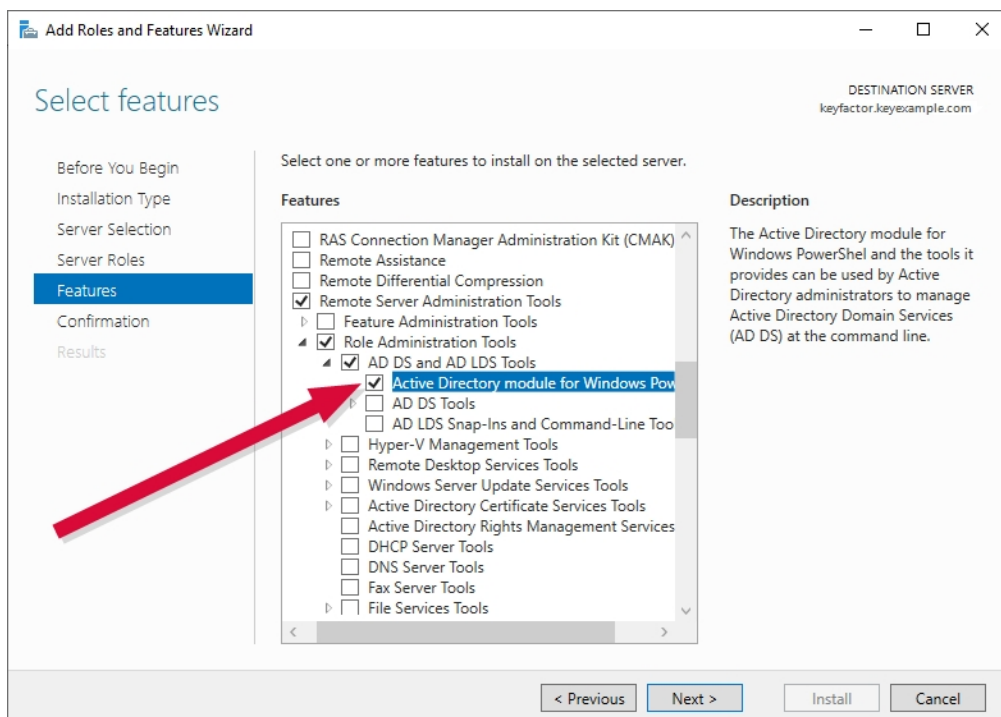 Add Roles and Features Wizard
Select features
DESTINATION SERVER
keyfactor.keyexample.com
Before You Begin
Installation Type
Server Selection
Server Roles
Features
Confirmation
Results
Select one or more features to install on the selected server.
Features
RAS Connection Manager Administration Kit (CMAK)
Remote Assistance
Remote Differential Compression
Remote Server Administration Tools
Feature Administration Tools
Role Administration Tools
AD DS and AD LDS Tools
Active Directory module for Windows Pow
AD DS Tools
AD LDS Snap-Ins and Command-Line Too
Hyper-V Management Tools
Remote Desktop Services Tools
Windows Server Update Services Tools
Active Directory Certificate Services Tools
Active Directory Rights Management Services
DHCP Server Tools
DNS Server Tools
Fax Server Tools
File Services Tools
Description
The Active Directory module for
Windows PowerShel and the tools it
provides can be used by Active
Directory administrators to manage
Active Directory Domain Services
(AD DS) at the command line.
< Previous
Next >
Install
Cancel